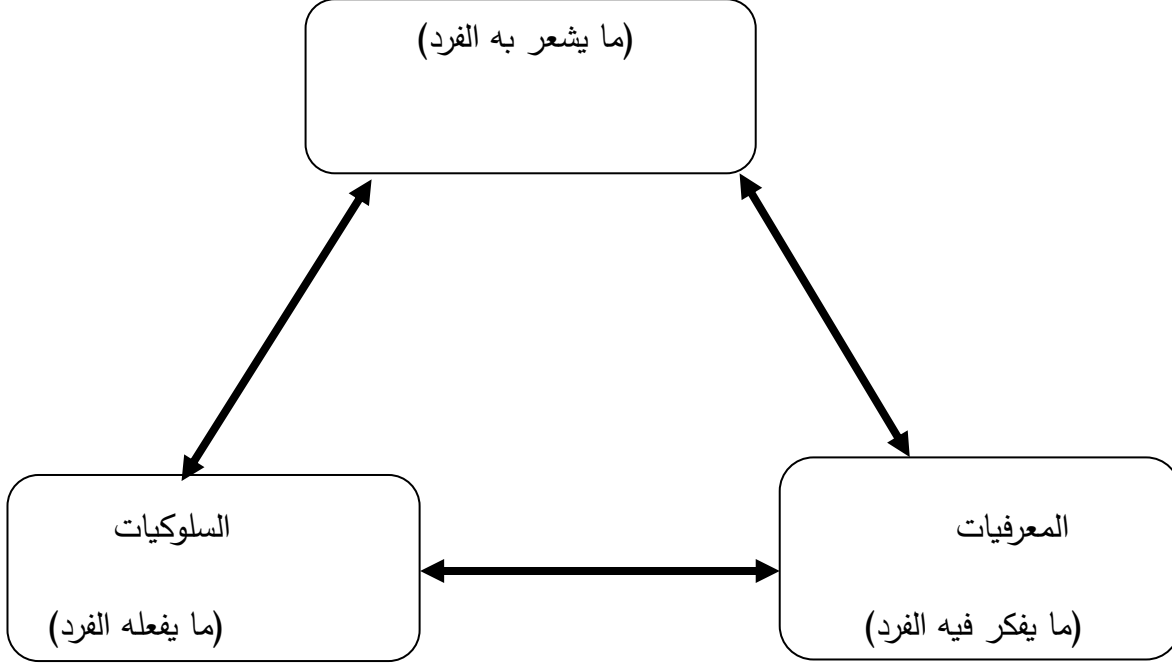 (ما يشعر به الفرد)
المعرفيات
(ما يفكر فيه الفرد)
السلوكيات
(ما يفعله الفرد)